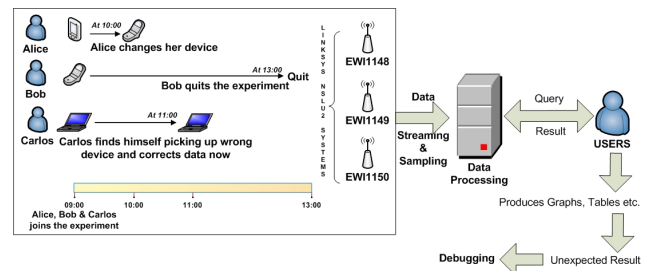 At 10:00
Alice changes her device
Alice
At 13:00
Quit
Bob quits the experiment
Bob
At 11:00
Carlos
Carlos finds himself picking up wrong
device and corrects data now
09:00
10:00
11:00
13:00
Alice, Bob & Carlos
joins the experiment
LINKSYS NSLU2 SYSTEMS
EWI1148
EWI1149
EWI1150
Data
Streaming
&
Sampling
Data
Processing
Query
Result
USERS
Produces Graphs, Tables etc.
Unexpected Result
Debugging